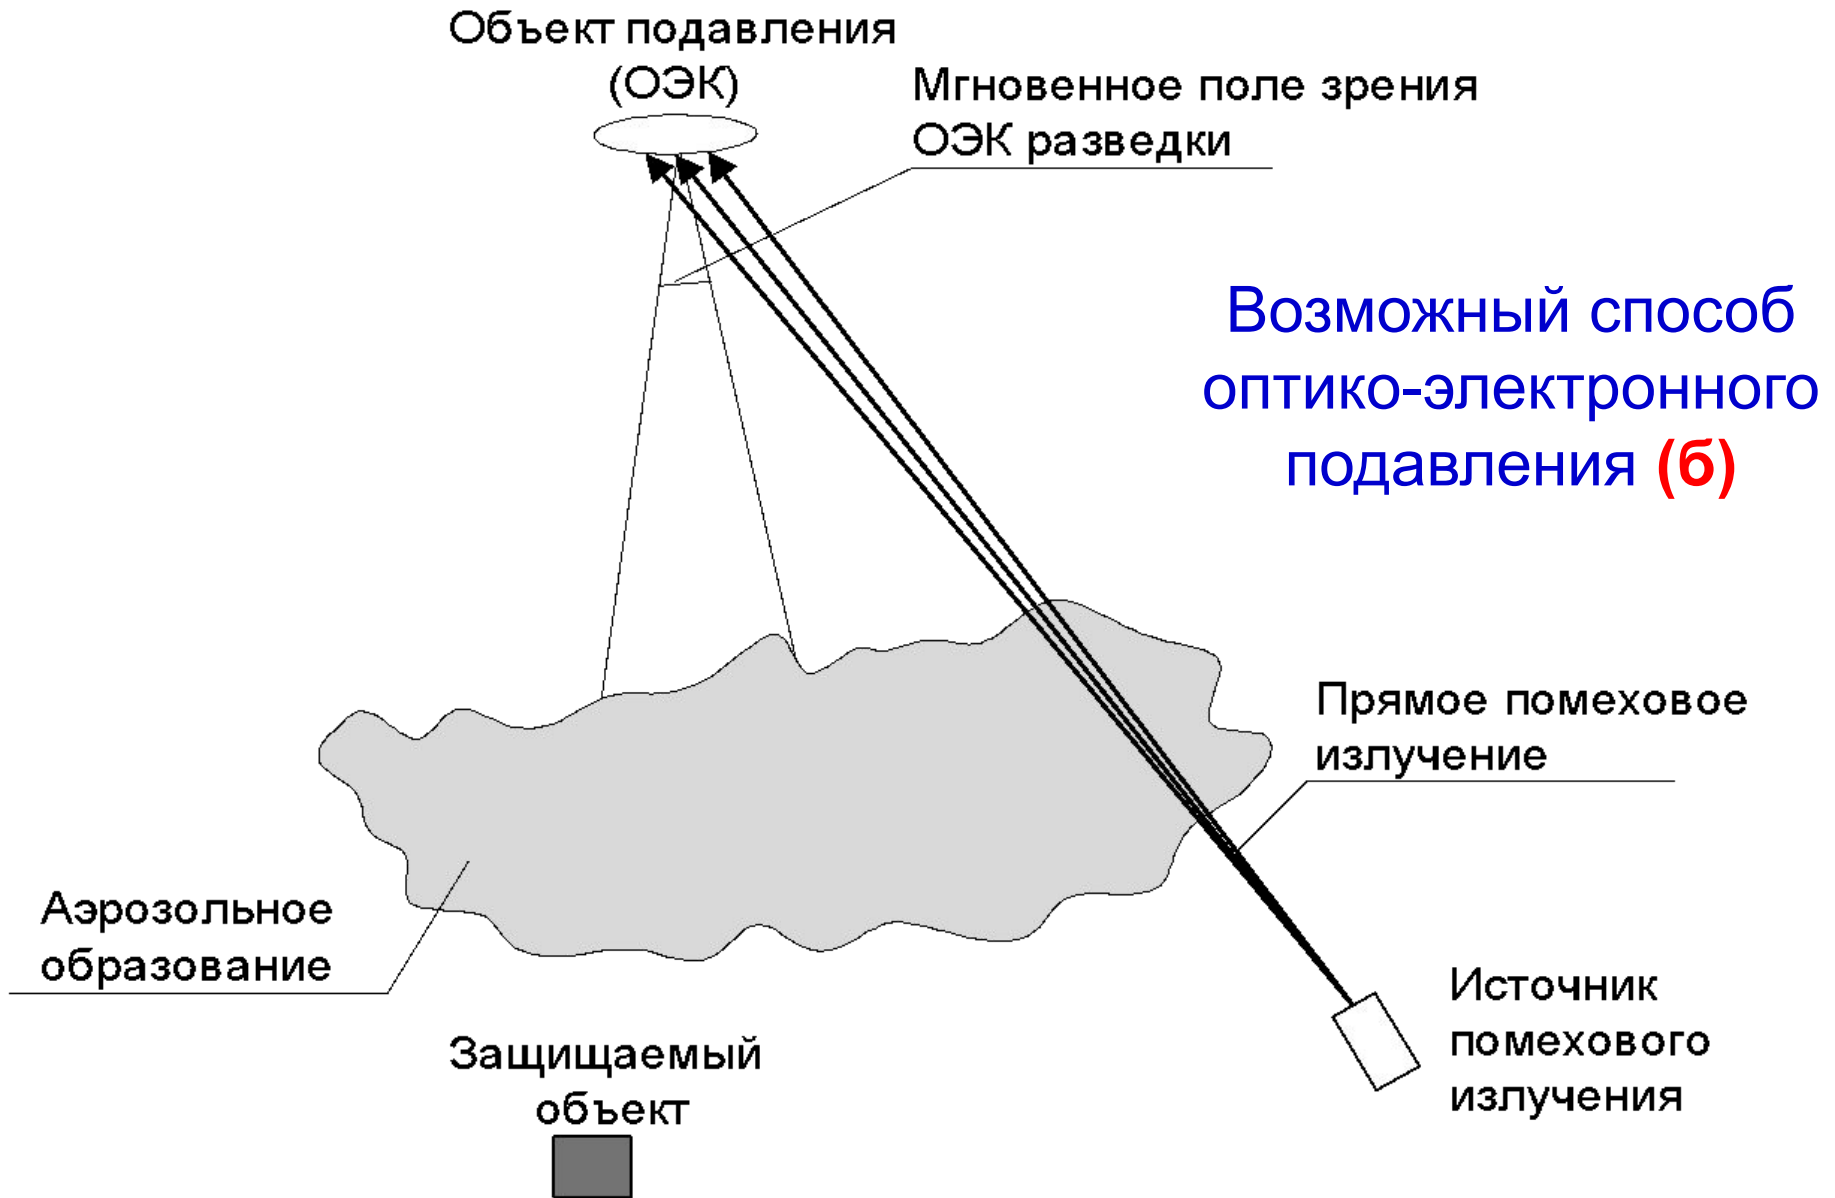 Объект подавления
(ОЭК)
Мгновенное поле зрения
ОЭК разведки
Возможный способ
оптико-электронного
подавления (б)
Прямое помеховое
излучение
Аэрозольное
образование
Источник
помехового
излучения
Защищаемый
объект